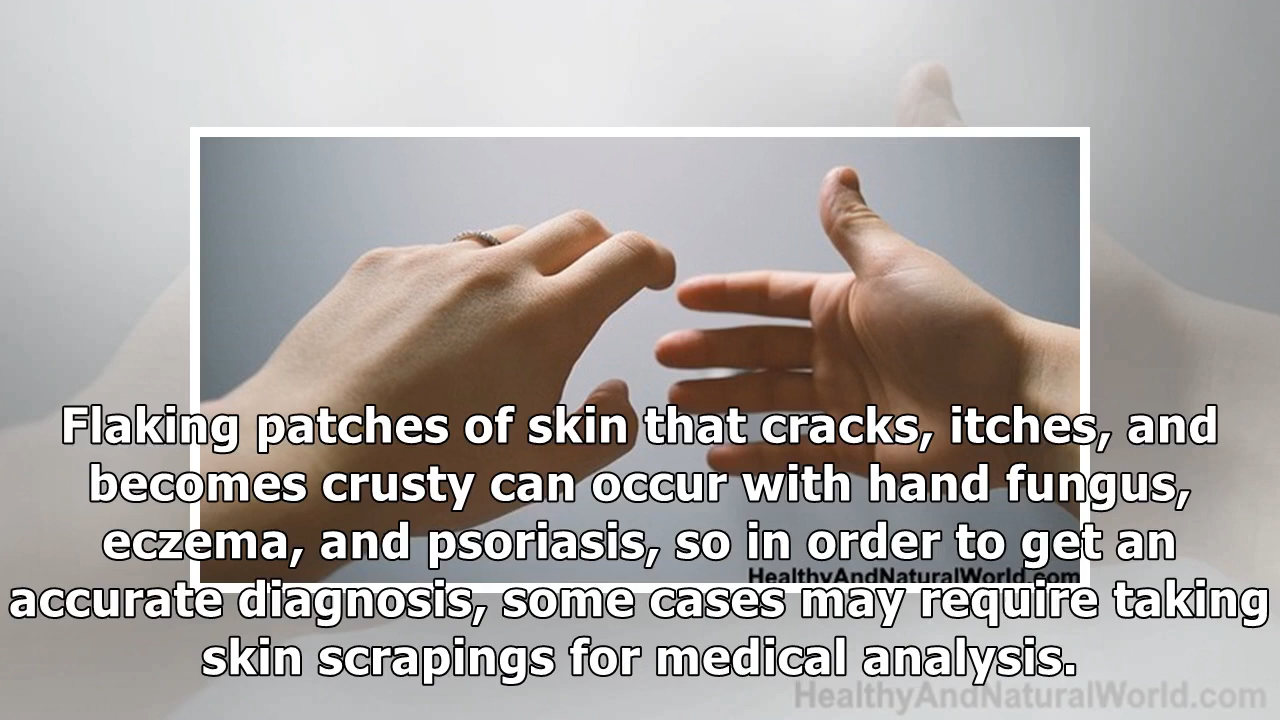 Flaking patches of skin that cracks, itches, and
becomes crusty can occur with hand fungus,
eczema, and psoriasis, so in order to get an
HealthyAndNaturalWorld.com
accurate diagnosis, some cases may require taking
skin scrapings for medical analysis.
HealthyAndNaturalWorld.com